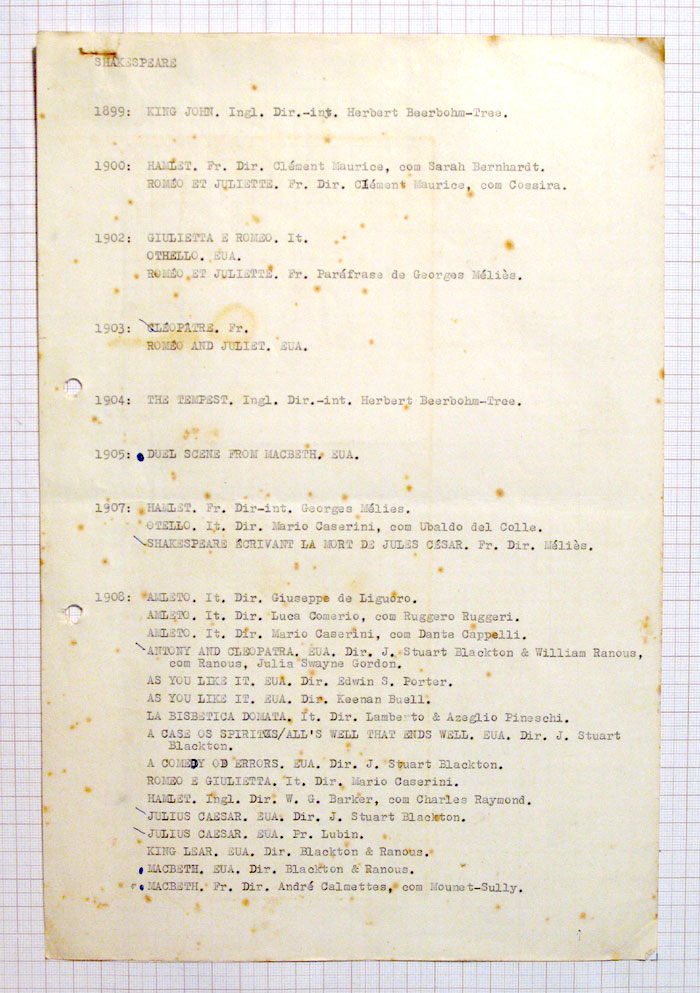 SHAKESPEARE
1899: KING JOHN. Ingl. Dir.-int. Herbert Beerbohm-Tree.
1900: HAMLET. Fr. Dir. Clément Maurice, com Sarah Bernhardt.
ROMÉO ET JULIETTE. Fr. Dir. Clément Maurice, com Cossira.
1902: GIULIETTA E ROMEO. It.
OTHELLO. EUA.
ROMÉO ET JULIETTE. Fr. Paráfrase de Georges Méliès.
1903: CLÉOPÂTRE. Fr.
ROMEO AND JULIET. EUA.
1904: THE TEMPEST. Ingl. Dir.-int. Herbert Beerbohm-Tree.
1905: DUEL SCENE FROM MACBETH. EUA.
1907: HAMLET. Fr. Dir-int. Georges Mélies.
OTELLO. It. Dir. Mario Caserini, com Ubaldo del Colle.
SHAKESPEARE ÉCRIVANT LA MORT DE JULES CÉSAR. Fr. Dir. Méliès.
1908: AMLETO. It. Dir. Giuseppe de Liguoro.
AMLETO. It. Dir. Luca Comerio, com Ruggero Ruggeri.
AMLETO. It. Dir. Mario Caserini, com Dante Cappelli.
ANTONY AND CLEOPATRA. EUA. Dir. J. Stuart Blackton & William Ranous,
com Ranous, Julia Swayne Gordon.
AS YOU LIKE IT. EUA. Dir. Edwin S. Porter.
AS YOU LIKE IT. EUA. Dir. Keenan Buell.
LA BISBETICA DOMATA. It. Dir. Lamberto & Azeglio Pineschi.
A CASE OS SPIRITXS/ALL'S WELL THAT ENDS WELL. EUA. Dir. J. Stuart
Blackton.
A COMEDY OD ERRORS. EUA. Dir. J. Stuart Blackton.
ROMEO E GIULIETTA. It. Dir. Mario Caserini.
HAMLET. Ingl. Dir. W. G. Barker, com Charles Raymond.
JULIUS CAESAR. EUA. Dir. J. Stuart Blackton.
JULIUS CAESAR. EUA. Pr. Lubin.
KING LEAR. EUA. Dir. Blackton & Ranous.
MACBETH. EUA. Dir. Blackton & Ranous.
MACBETH. Fr. Dir. André Calmettes, com Mounet-Sully.